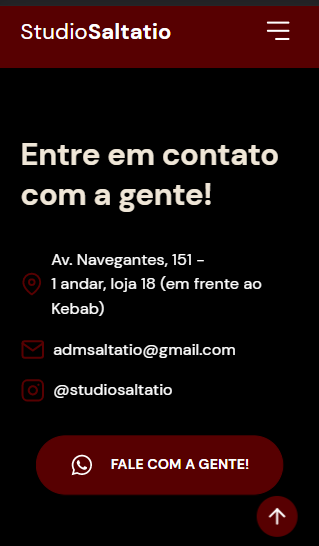 StudioSaltatio
Entre em contato
com a gente!
Av. Navegantes, 151 -
1 andar, loja 18 (em frente ao
Kebab)
admsaltatio@gmail.com
@studiosaltatio
FALE COM A GENTE!